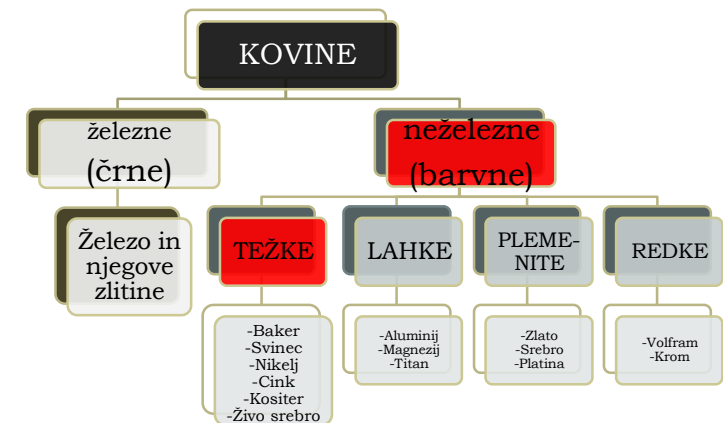 KOVINE
železne
(črne)
neželezne
(barvne)
Železo in
njegove
zlitine
TEŽKE
LAHKE
PLEME-
NITE
REDKE
-Baker
-Svinec
-Nikelj
-Cink
-Kositer
-Živo srebro
-Aluminij
-Magnezij
-Titan
-Zlato
-Srebro
-Platina
-Volfram
-Krom